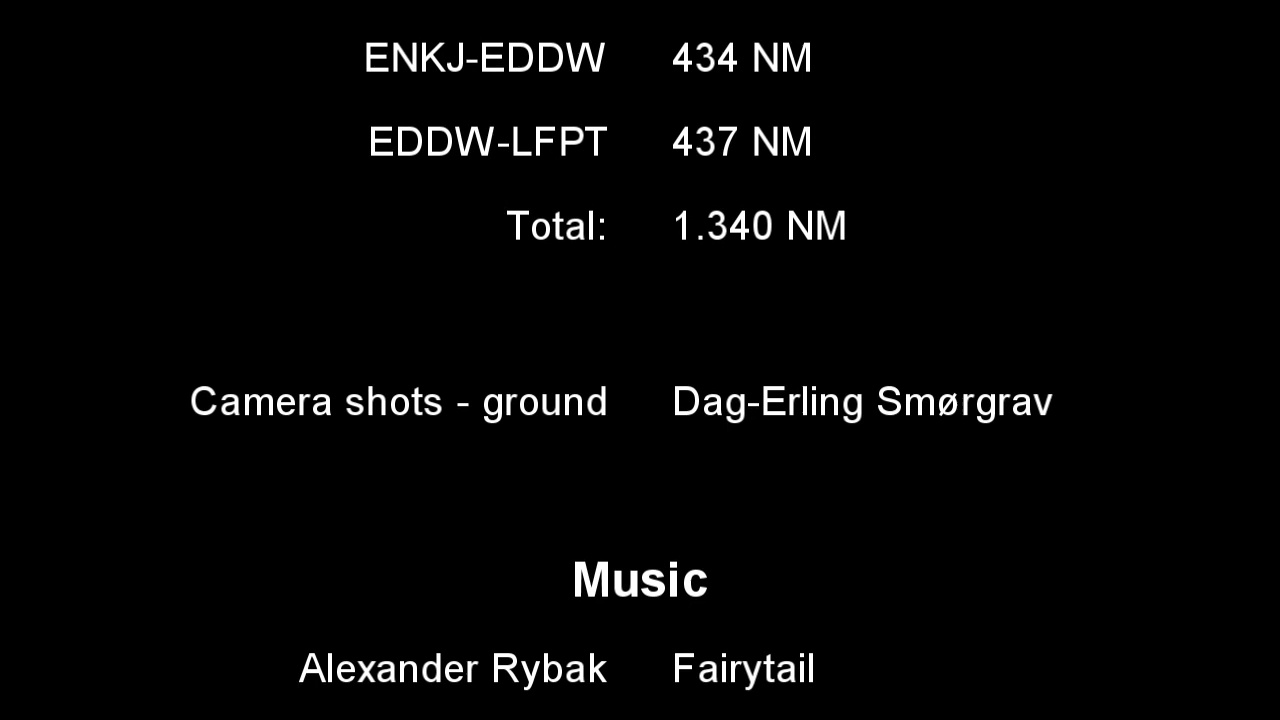 ENKJ-EDDW 434 NM
EDDW-LFPT 437 NM
Total: 1.340 NM
Camera shots - ground Dag-Erling Smørgrav
Music
Alexander Rybak Fairytail